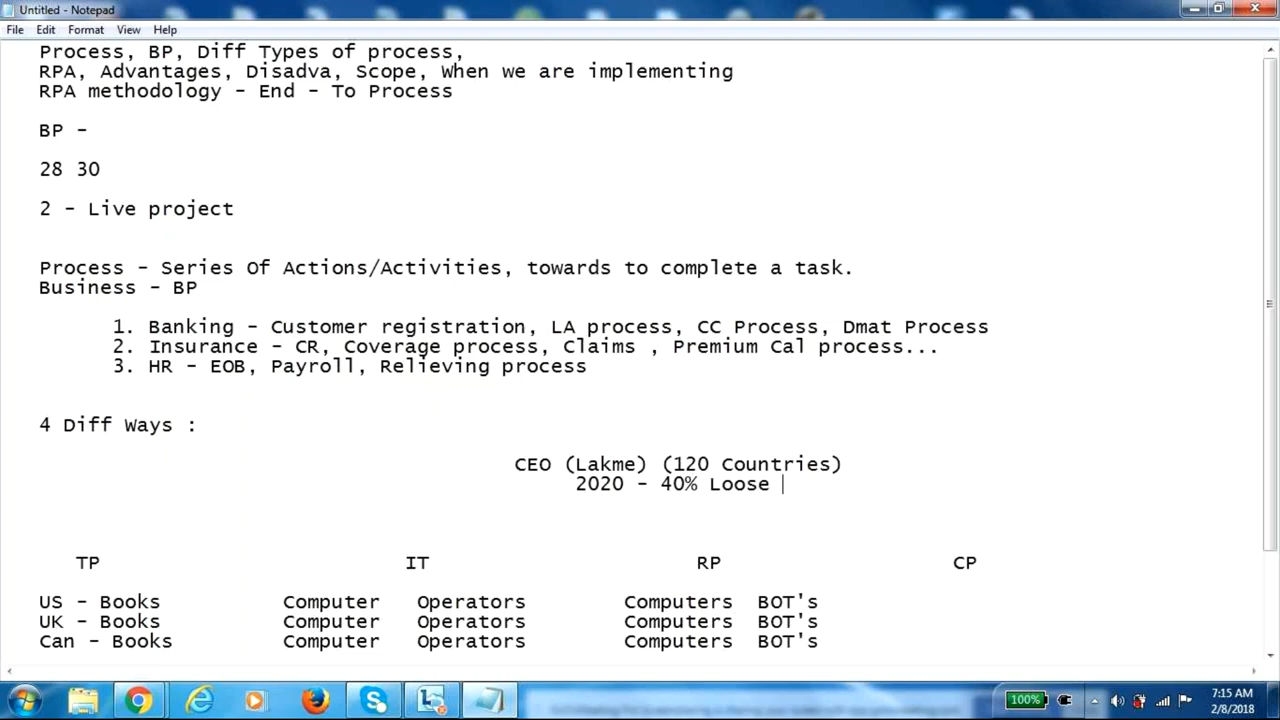 Untitled - Notepad
File Edit Format View Help
Process, BP, Diff Types of process,
RPA, Advantages, Disadva, Scope, When we are implementing
RPA methodology - End - To Process
BP -
28 30
2 - Live project
Process - Series Of Actions/Activities, towards to complete a task.
Business - BP
1. Banking - Customer registration, LA process, CC Process, Dmat Process
2. Insurance - CR, Coverage process, Claims , Premium Cal process...
3. HR - EOB, Payroll, Relieving process
4 Diff Ways :
CEO (Lakme) (120 Countries)
2020 - 40% Loose
TP IT RP CP
US - Books Computer Operators Computers BOT's
UK - Books Computer Operators Computers BOT's
Can - Books Computer Operators Computers BOT's
100% 7:15 AM
2/8/2018